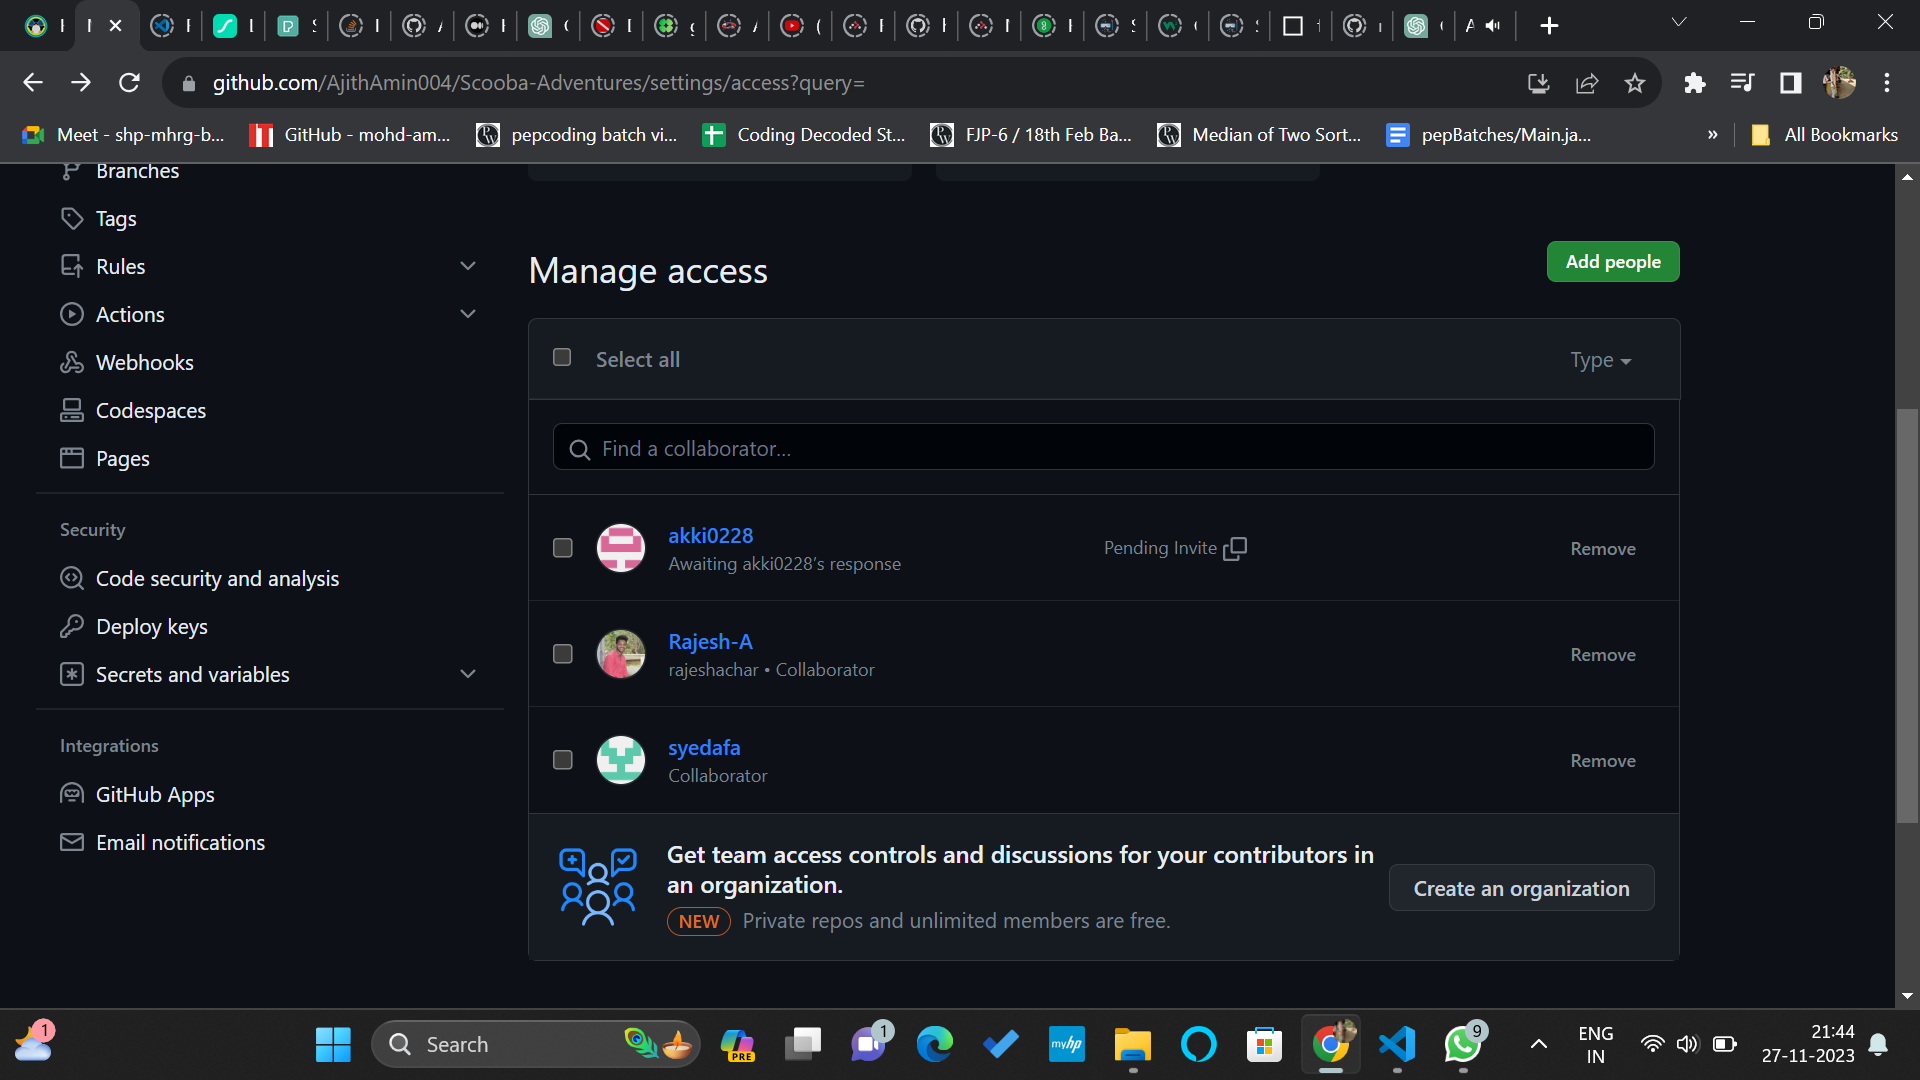 github.com/AjithAmin004/Scooba-Adventures/settings/access?query=
Meet - shp-mhrg-b...
GitHub - mohd-am...
pepcoding batch vi...
Coding Decoded St...
FJP-6 / 18th Feb Ba...
Median of Two Sort...
pepBatches/Main.ja...
»
All Bookmarks
Branches
Tags
Rules
Actions
Webhooks
Codespaces
Pages
Security
Code security and analysis
Deploy keys
Secrets and variables
Integrations
GitHub Apps
Email notifications
Manage access
Add people
Select all
Type
Find a collaborator...
akki0228
Awaiting akki0228’s response
Pending Invite
Remove
Rajesh-A
rajeshachar • Collaborator
Remove
syedafa
Collaborator
Remove
Get team access controls and discussions for your contributors in
an organization.
NEW Private repos and unlimited members are free.
Create an organization
1
Search
PRE
1
myhp
9
ENG
IN
21:44
27-11-2023